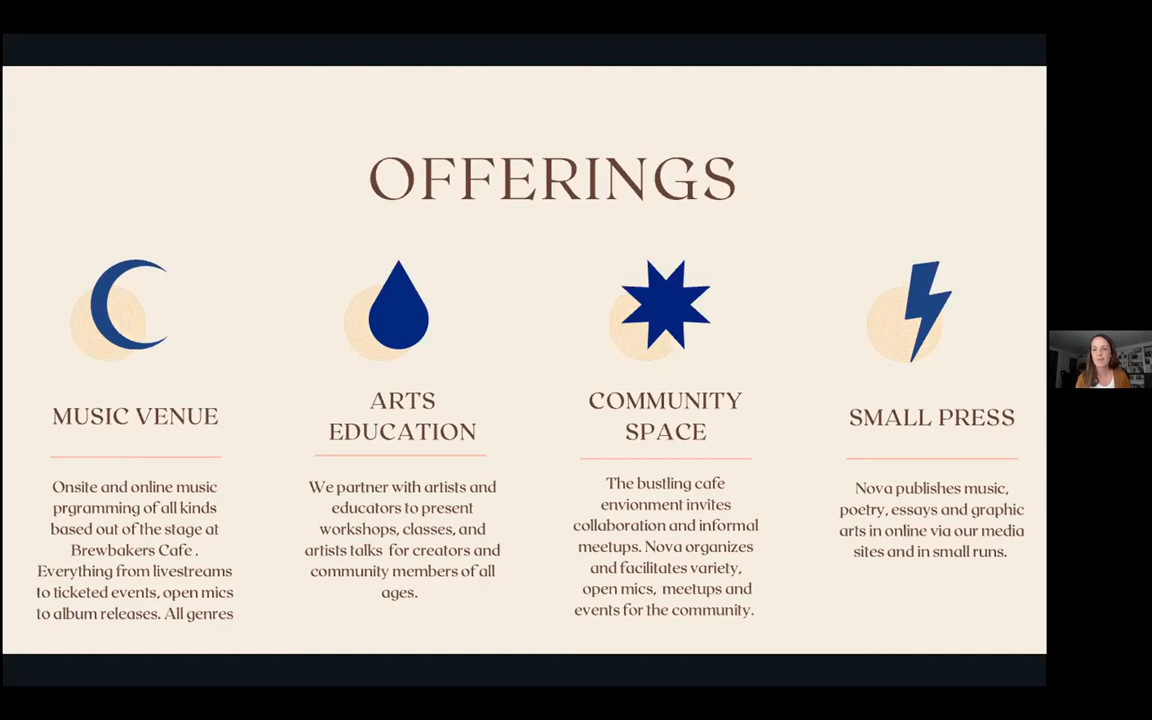 OFFERINGS
MUSIC VENUE
Onsite and online music
prgramming of all kinds
based out of the stage at
Brewbakers Cafe .
Everything from livestreams
to ticketed events, open mics
to album releases. All genres
ARTS
EDUCATION
We partner with artists and
educators to present
workshops, classes, and
artists talks for creators and
community members of all
ages.
COMMUNITY
SPACE
The bustling cafe
envionment invites
collaboration and informal
meetups. Nova organizes
and facilitates variety,
open mics, meetups and
events for the community.
SMALL PRESS
Nova publishes music,
poetry, essays and graphic
arts in online via our media
sites and in small runs.